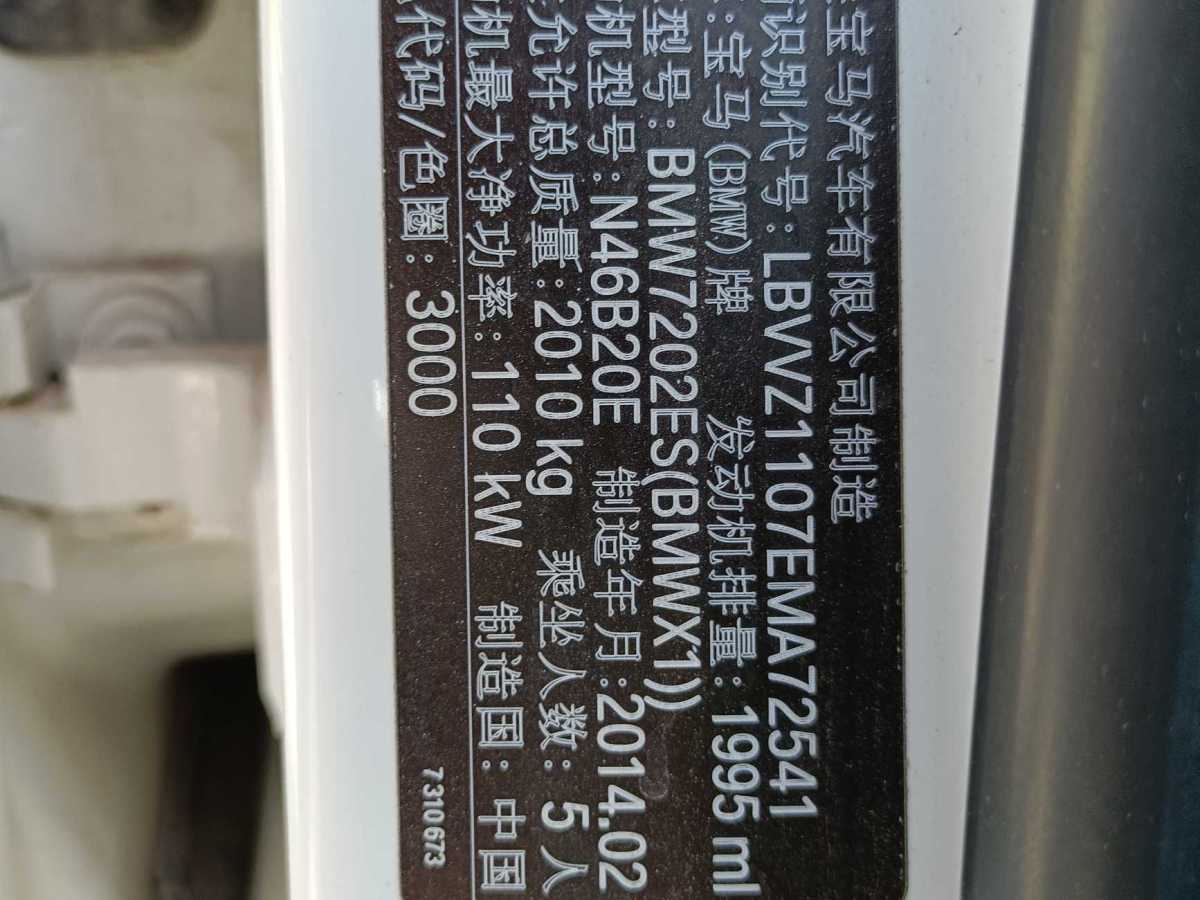 宝马汽车有限公司制造
识别代号:LBVVZ1107EMA72541
:宝马(BMW)牌 发动机排量:1995 ml
型号:BMW7202ES(BMWX1))
机型号:N46B20E 制造年月:2014.02
允许总质量:2010 kg 乘坐人数:5人
机最大净功率:110 kW 制造国:中国
代码/色圈:3000 7310673